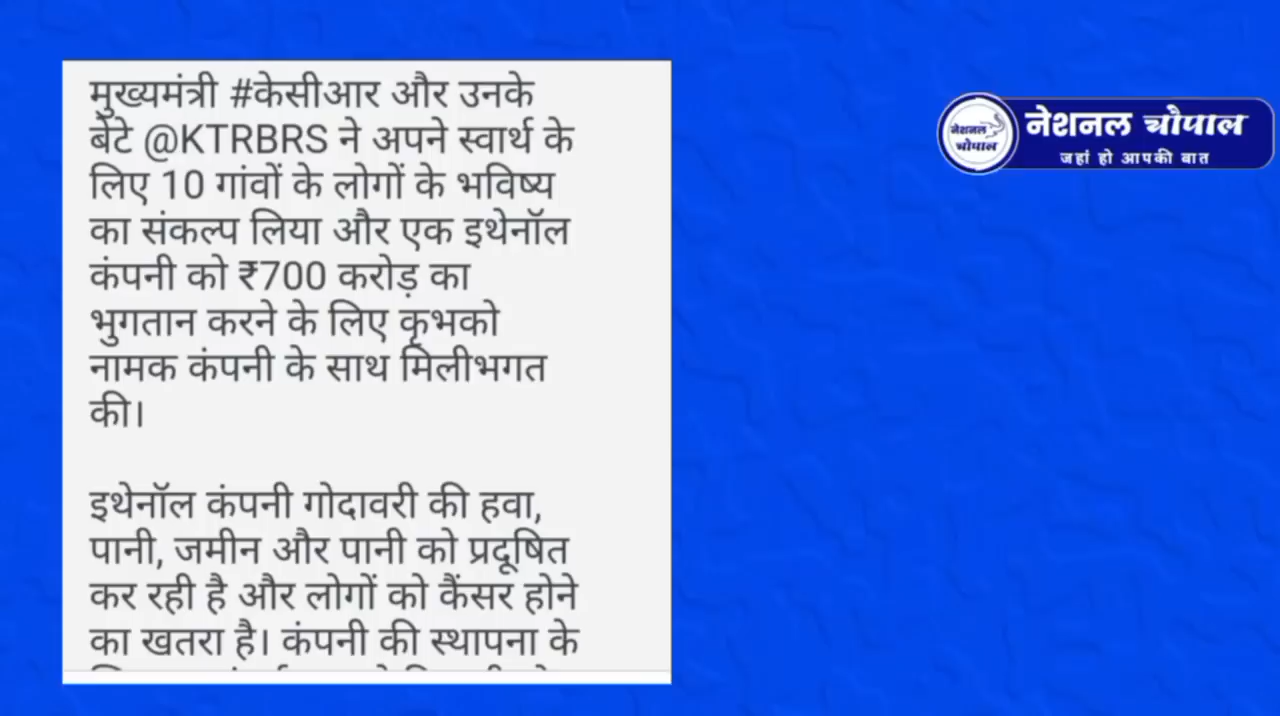 मुख्यमंत्री #केसीआर और उनके
बेटे @KTRBRS ने अपने स्वार्थ के
लिए 10 गांवों के लोगों के भविष्य
का संकल्प लिया और एक इथेनॉल
कंपनी को ₹700 करोड़ का
भुगतान करने के लिए कृभको
नामक कंपनी के साथ मिलीभगत
की।
इथेनॉल कंपनी गोदावरी की हवा,
पानी, जमीन और पानी को प्रदूषित
कर रही है और लोगों को कैंसर होने
का खतरा है। कंपनी की स्थापना के
नेशनल चौपाल
नेशनल चौपाल
जहां हो आपकी बात